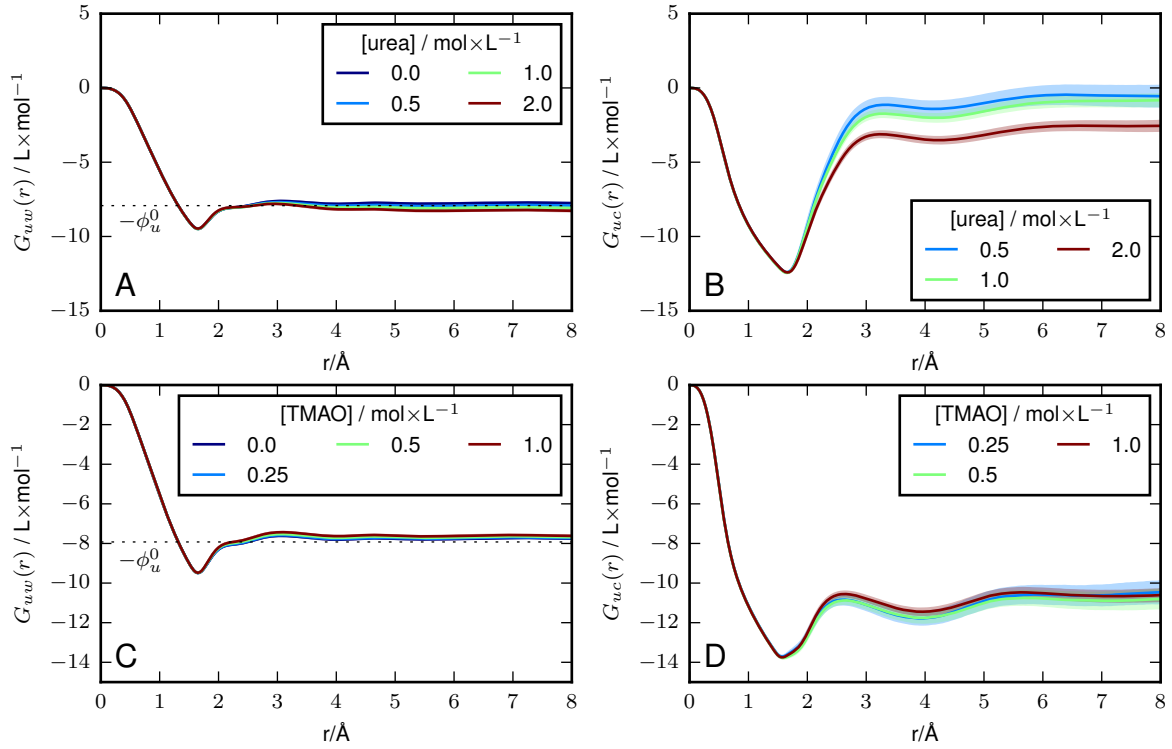 [urea] / mol×L⁻¹
0.0 1.0
0.5 2.0
5
0
−5
−10
−15
G_uw(r) / L×mol⁻¹
−ϕ_u^0
A
0 1 2 3 4 5 6 7 8
r/Å
5
0
−5
−10
−15
G_uc(r) / L×mol⁻¹
[urea] / mol×L⁻¹
0.5 2.0
1.0
B
0 1 2 3 4 5 6 7 8
r/Å
[TMAO] / mol×L⁻¹
0.0 0.5 1.0
0.25
0
−2
−4
−6
−8
−10
−12
−14
G_uw(r) / L×mol⁻¹
−ϕ_u^0
C
0 1 2 3 4 5 6 7 8
r/Å
[TMAO] / mol×L⁻¹
0.25 1.0
0.5
0
−2
−4
−6
−8
−10
−12
−14
G_uc(r) / L×mol⁻¹
D
0 1 2 3 4 5 6 7 8
r/Å